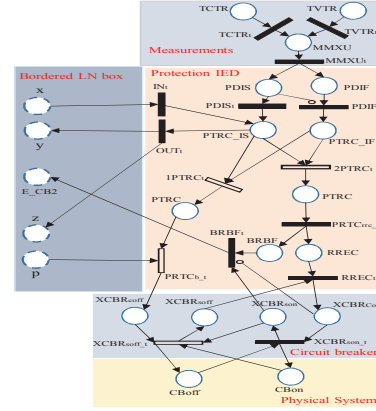 TCTR
TVTR
TCTRt
TVTRt
MMXU
Measurements
MMXUt
Bordered LN box
Protection IED
x
INt
PDIS
PDIF
PDISt
PDIF
y
PTRC_IS
PTRC_IF
OUTt
1PTRCt
2PTRCt
E_CB2
PTRC
PTRC
z
BRBFt
BRBF
RREC
p
PRTCb_t
RRECt
XCBRcoff
XCBRsoff
XCBRson
XCBRCo
XCBRsoff_t
XCBRson_t
Circuit breaker
CBoff
CBon
Physical System